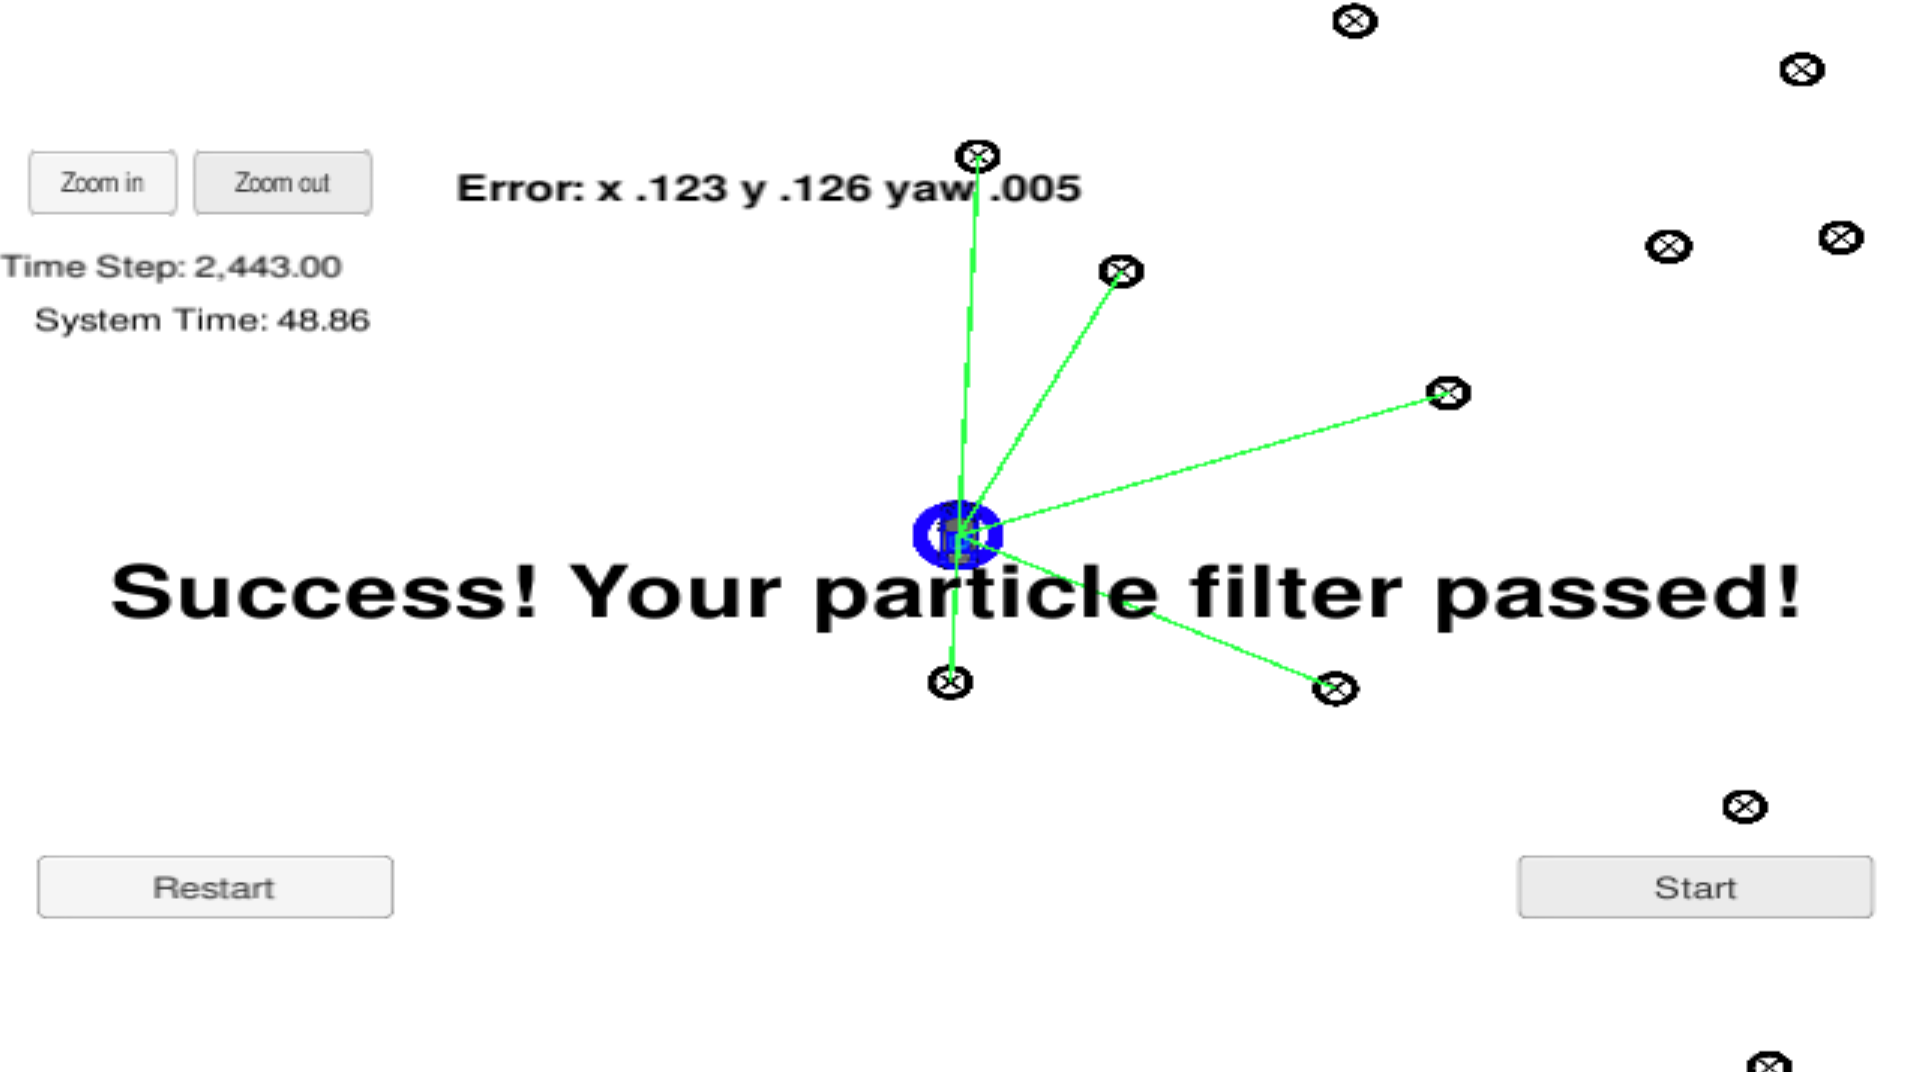 Zoom in
Zoom out
Error: x .123 y .126 yaw .005
Time Step: 2,443.00
System Time: 48.86
Success! Your particle filter passed!
Restart
Start